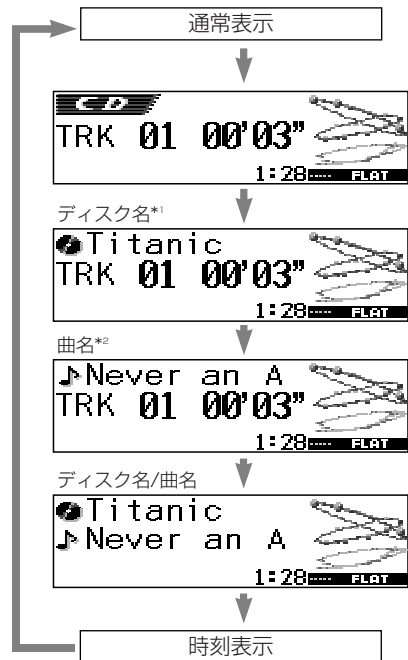 通常表示
CD
TRK 01 00'03"
1:28 ----- FLAT
ディスク名*1
Titanic
TRK 01 00'03"
1:28 ----- FLAT
曲名*2
♪Never an A
TRK 01 00'03"
1:28 ----- FLAT
ディスク名/曲名
Titanic
♪Never an A
1:28 ----- FLAT
時刻表示